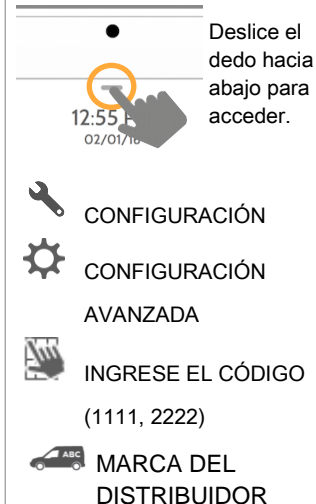 Deslice el
dedo hacia
abajo para
acceder.
12:55
02/01/18
CONFIGURACIÓN
CONFIGURACIÓN
AVANZADA
INGRESE EL CÓDIGO
(1111, 2222)
ABC
MARCA DEL
DISTRIBUIDOR